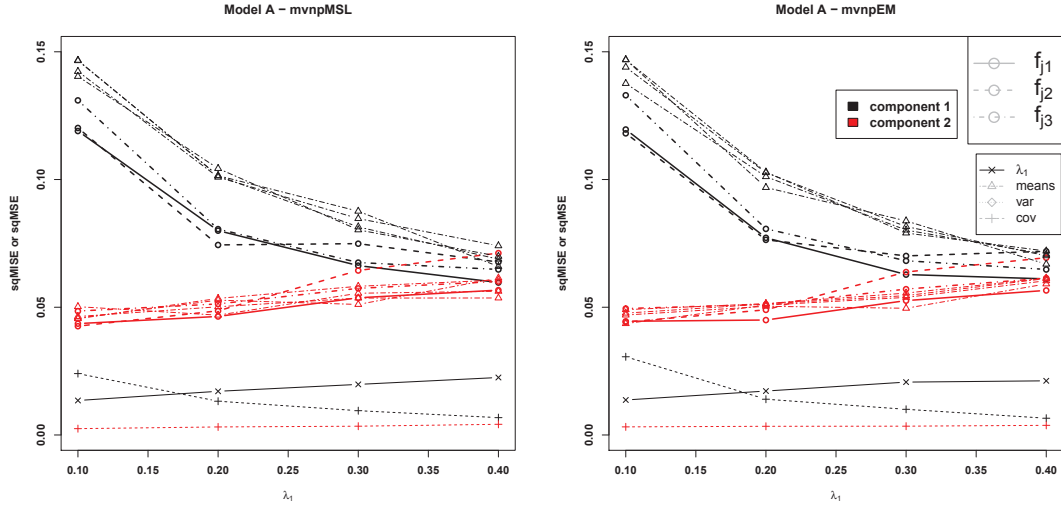 Model A − mvnpMSL
sqMISE or sqMSE
0.15
0.10
0.05
0.00
0.10
0.15
0.20
0.25
0.30
0.35
0.40
λ1
Model A − mvnpEM
sqMISE or sqMSE
0.15
0.10
0.05
0.00
0.10
0.15
0.20
0.25
0.30
0.35
0.40
λ1
component 1
component 2
fj1
fj2
fj3
λ1
means
var
cov